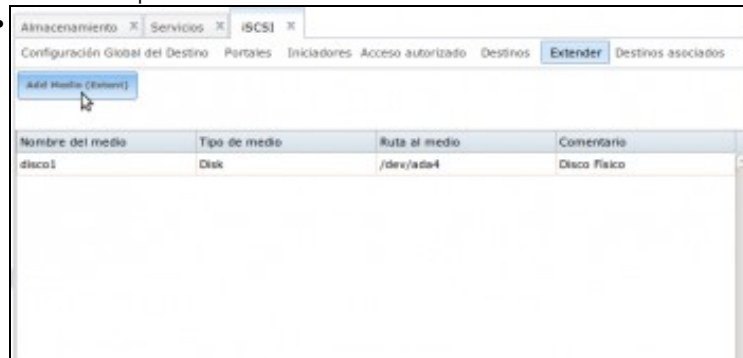 Almacenamiento Servicios iSCSI
Configuración Global del Destino Portales Iniciadores Acceso autorizado Destinos Extender Destinos asociados
Add Medio (Extent)
Nombre del medio Tipo de medio Ruta al medio Comentario
disco1 Disk /dev/ada4 Disco Físico